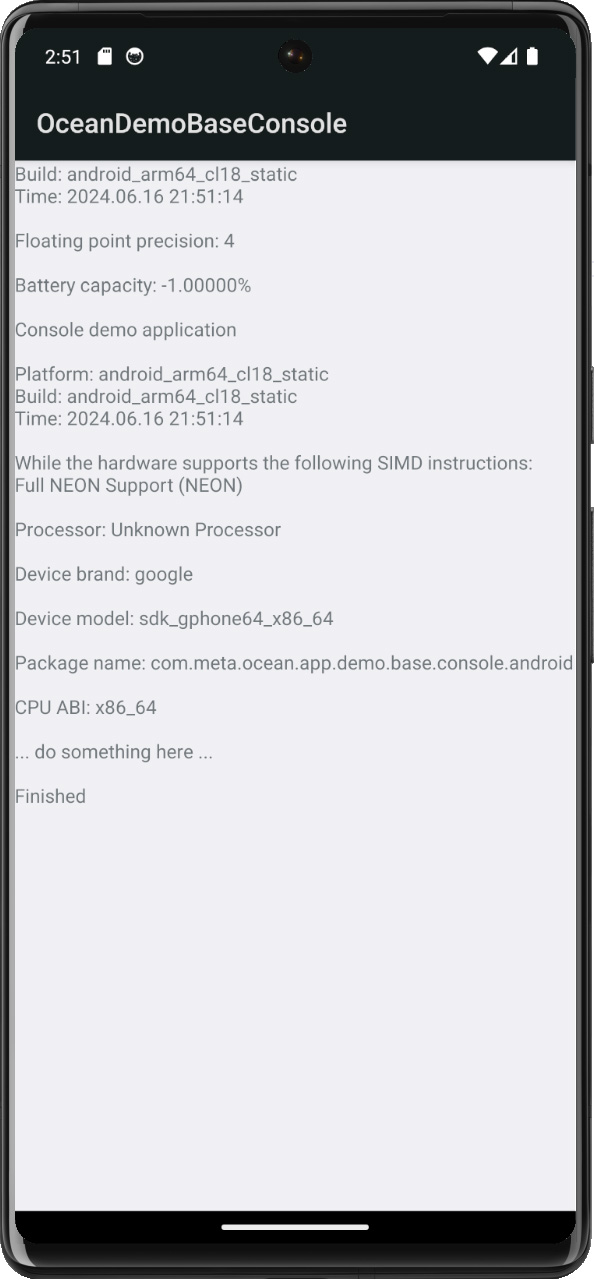 2:51
OceanDemoBaseConsole
Build: android_arm64_cl18_static
Time: 2024.06.16 21:51:14
Floating point precision: 4
Battery capacity: -1.00000%
Console demo application
Platform: android_arm64_cl18_static
Build: android_arm64_cl18_static
Time: 2024.06.16 21:51:14
While the hardware supports the following SIMD instructions:
Full NEON Support (NEON)
Processor: Unknown Processor
Device brand: google
Device model: sdk_gphone64_x86_64
Package name: com.meta.ocean.app.demo.base.console.android
CPU ABI: x86_64
... do something here ...
Finished